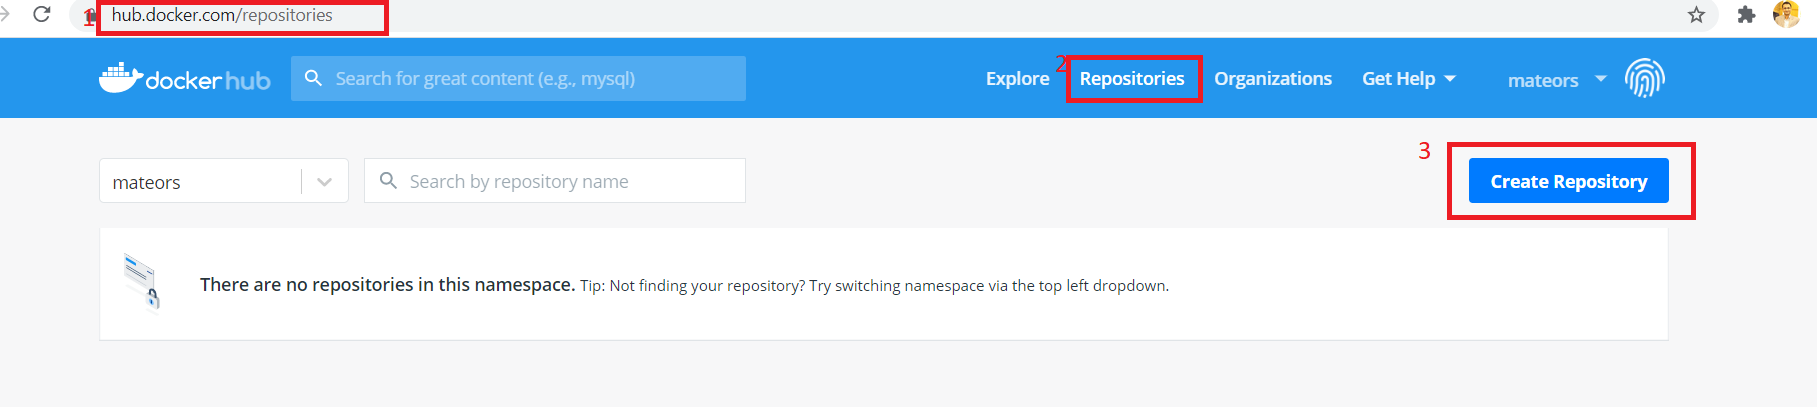 1 hub.docker.com/repositories
dockerhub Search for great content (e.g., mysql) Explore 2 Repositories Organizations Get Help mateors
3
mateors Search by repository name Create Repository
There are no repositories in this namespace. Tip: Not finding your repository? Try switching namespace via the top left dropdown.